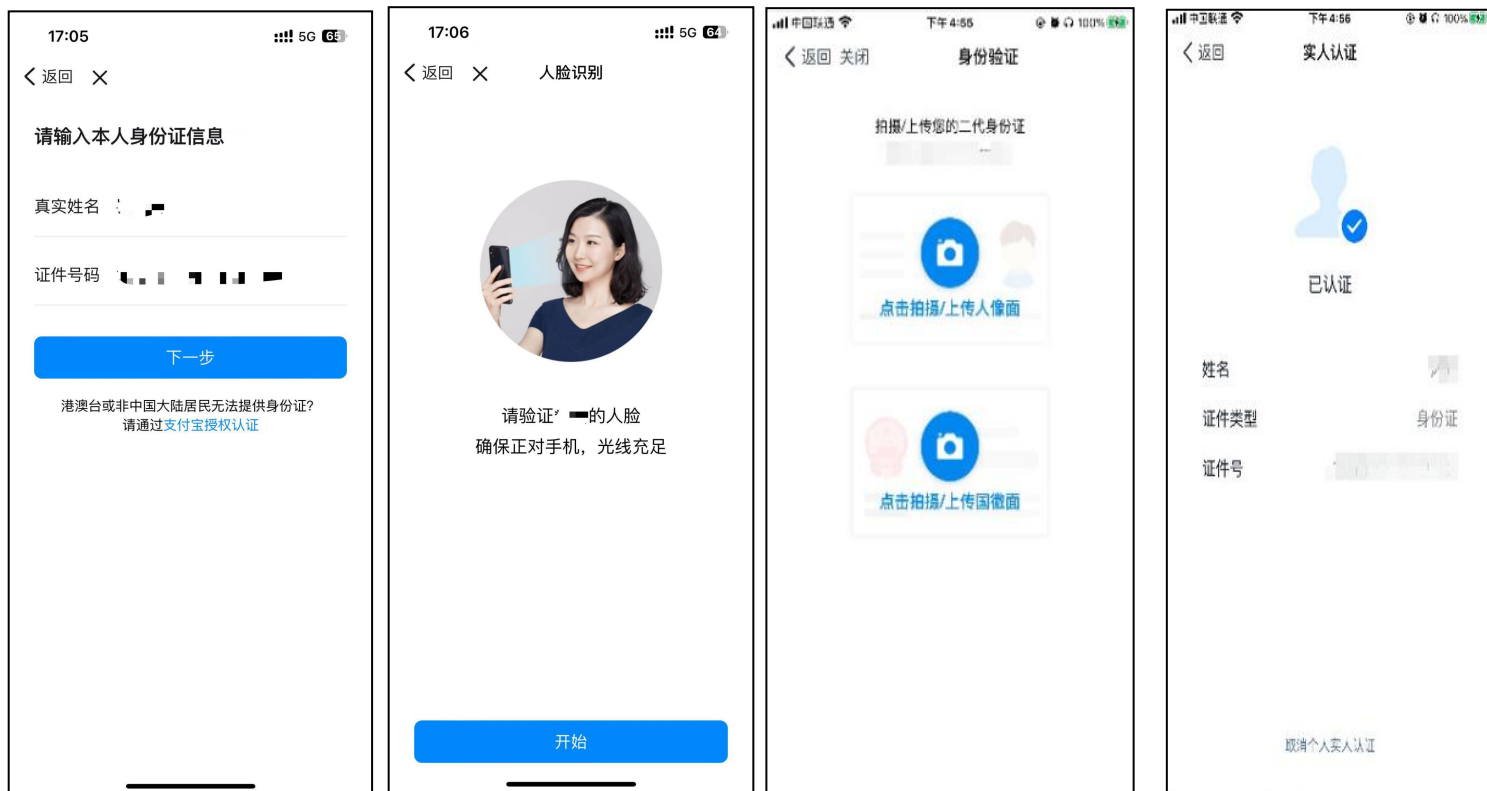 17:05
5G 65
返回
请输入本人身份证信息
真实姓名
证件号码
下一步
港澳台或非中国大陆居民无法提供身份证?
请通过支付宝授权认证
17:06
5G 64
返回
人脸识别
请验证
的人脸
确保正对手机，光线充足
开始
中国联通
下午4:55
100%
返回 关闭
身份验证
拍摄/上传您的二代身份证
点击拍摄/上传人像面
点击拍摄/上传国徽面
中国联通
下午4:56
100%
返回
实人认证
已认证
姓名
证件类型
身份证
证件号
取消个人实人认证